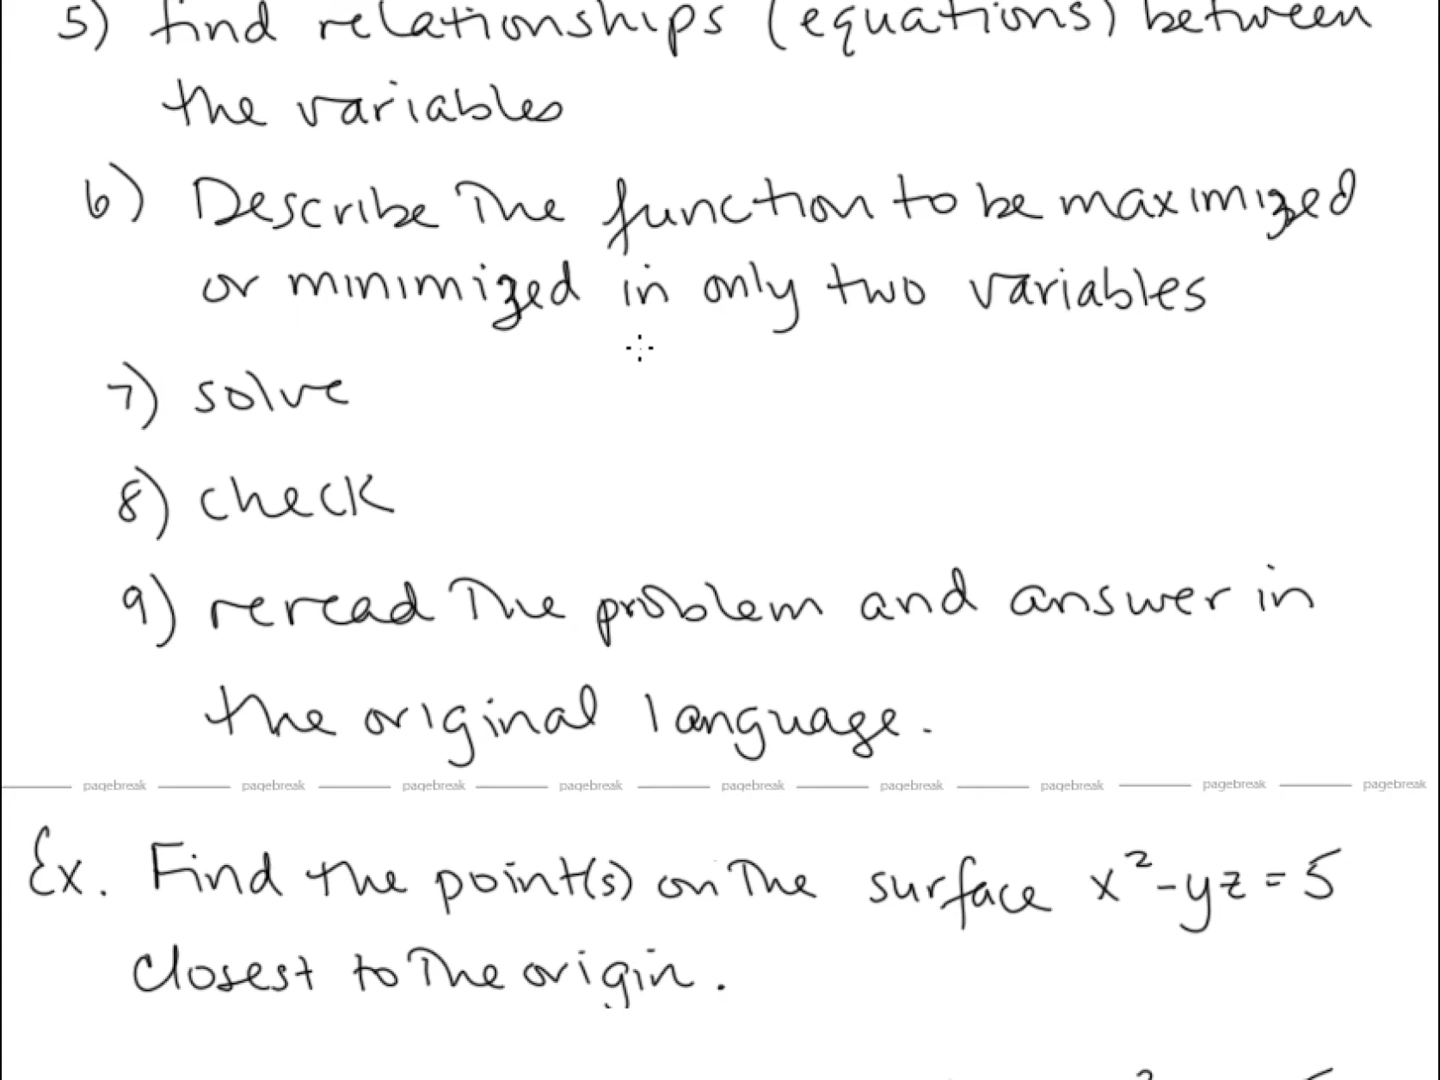 5) find relationships (equations) between
the variables
6) Describe the function to be maximized
or minimized in only two variables
7) solve
8) check
9) reread the problem and answer in
the original language.
pagebreak pagebreak pagebreak pagebreak pagebreak pagebreak pagebreak pagebreak pagebreak
Ex. Find the point(s) on the surface x²-yz=5
closest to the origin.